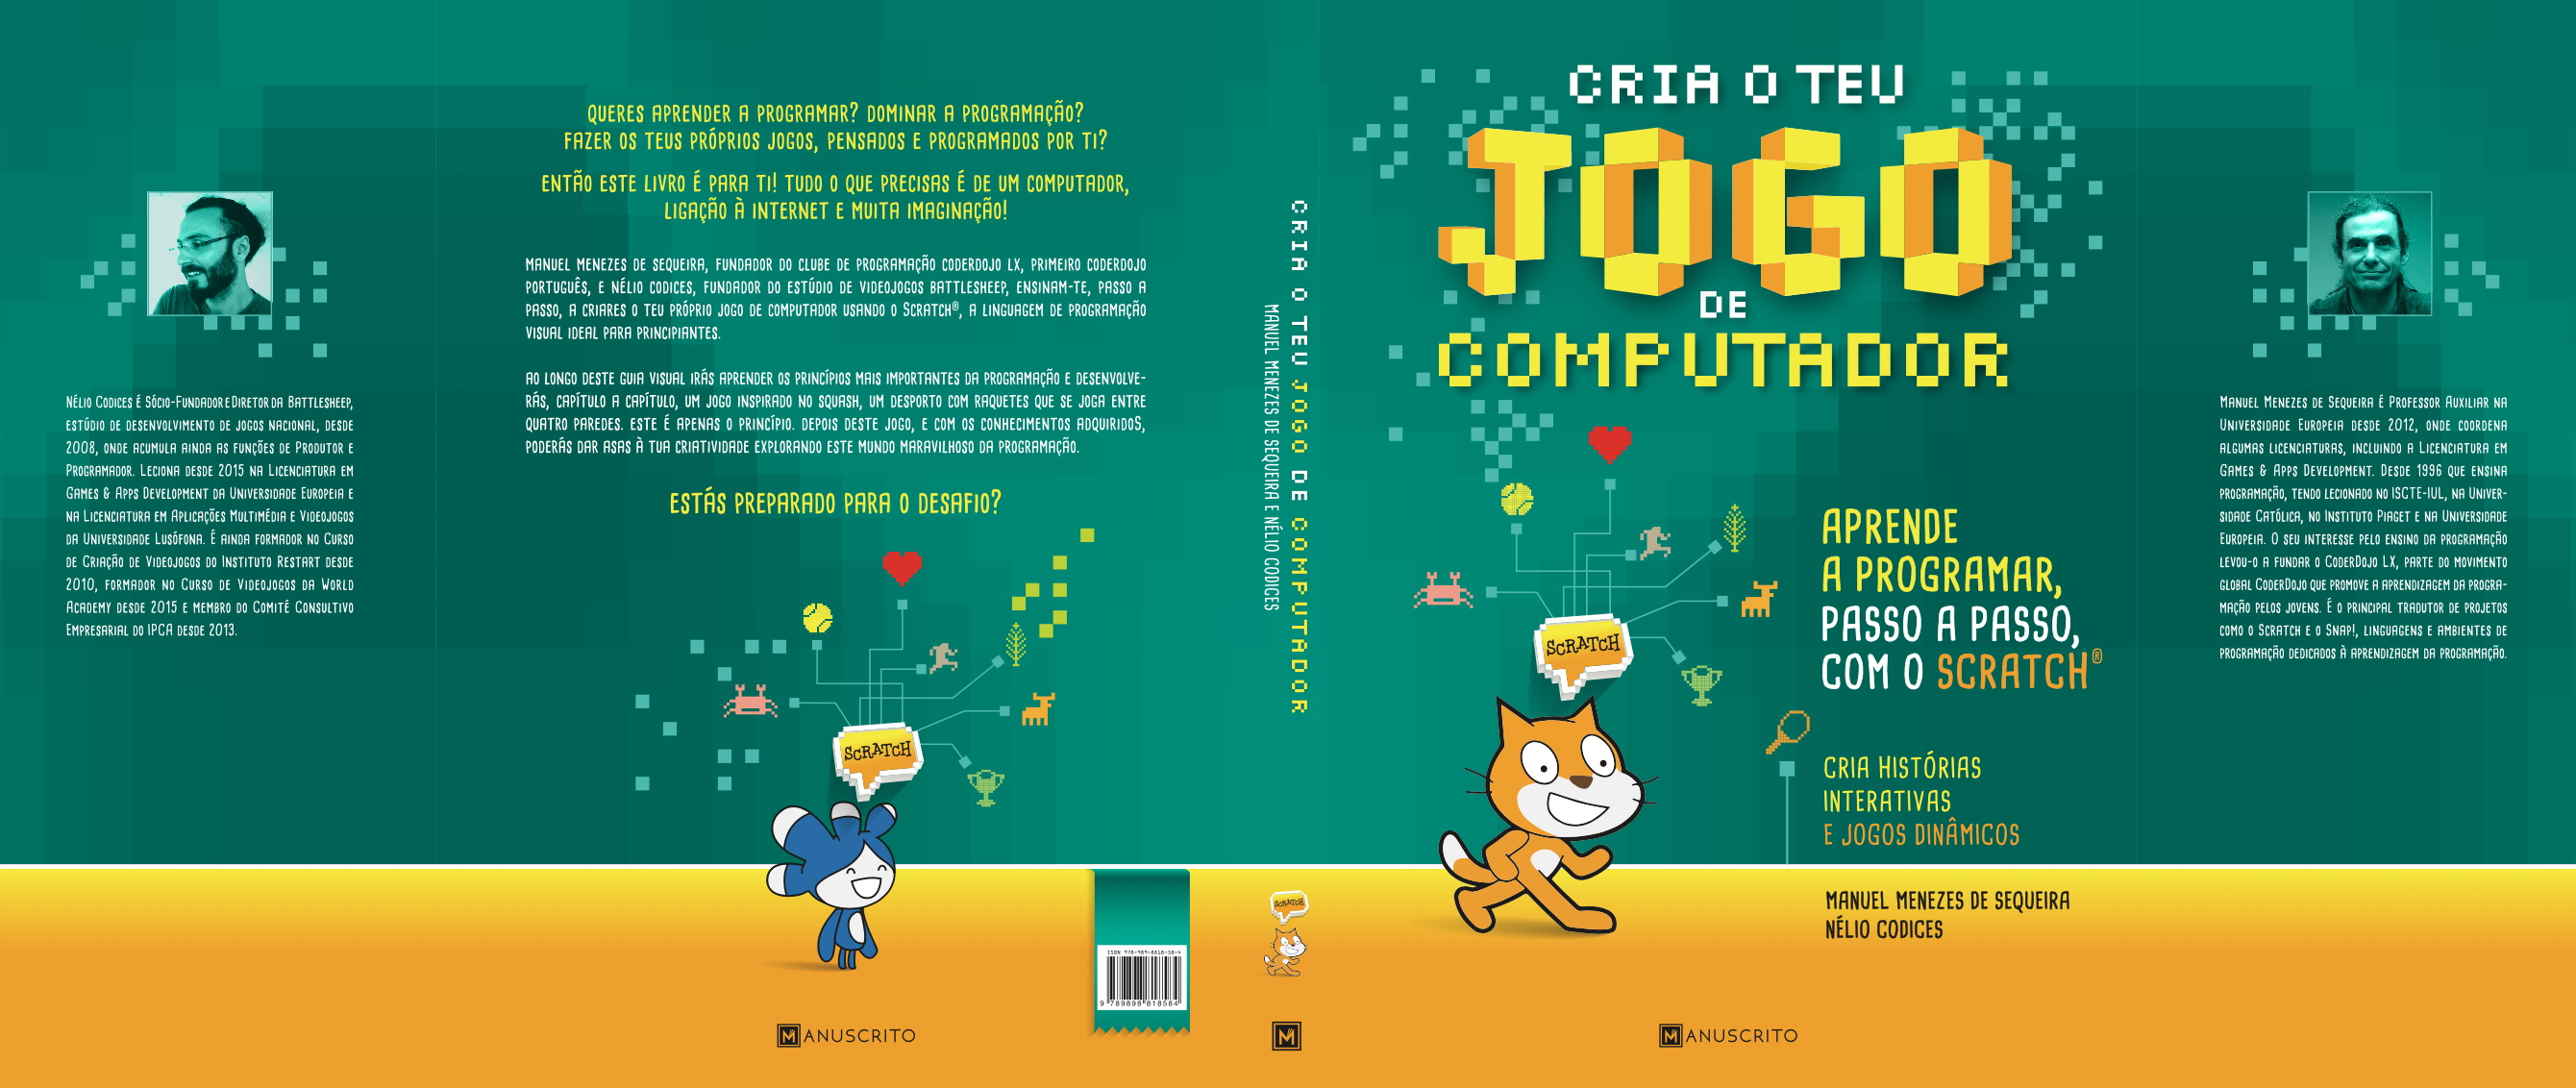 NÉLIO CODICES É SÓCIO-FUNDADOR E DIRETOR DA BATTLESHEEP,
ESTÚDIO DE DESENVOLVIMENTO DE JOGOS NACIONAL, DESDE
2008, ONDE ACUMULA AINDA AS FUNÇÕES DE PRODUTOR E
PROGRAMADOR. LECIONA DESDE 2015 NA LICENCIATURA EM
GAMES & APPS DEVELOPMENT DA UNIVERSIDADE EUROPEIA E
NA LICENCIATURA EM APLICAÇÕES MULTIMÉDIA E VIDEOJOGOS
DA UNIVERSIDADE LUSÓFONA. É AINDA FORMADOR NO CURSO
DE CRIAÇÃO DE VIDEOJOGOS DO INSTITUTO RESTART DESDE
2010, FORMADOR NO CURSO DE VIDEOJOGOS DA WORLD
ACADEMY DESDE 2015 E MEMBRO DO COMITÉ CONSULTIVO
EMPRESARIAL DO IPCA DESDE 2013.
QUERES APRENDER A PROGRAMAR? DOMINAR A PROGRAMAÇÃO?
FAZER OS TEUS PRÓPRIOS JOGOS, PENSADOS E PROGRAMADOS POR TI?
ENTÃO ESTE LIVRO É PARA TI! TUDO O QUE PRECISAS É DE UM COMPUTADOR,
LIGAÇÃO À INTERNET E MUITA IMAGINAÇÃO!
MANUEL MENEZES DE SEQUEIRA, FUNDADOR DO CLUBE DE PROGRAMAÇÃO CODERDOJO LX, PRIMEIRO CODERDOJO
PORTUGUÊS, E NÉLIO CODICES, FUNDADOR DO ESTÚDIO DE VIDEOJOGOS BATTLESHEEP, ENSINAM-TE, PASSO A
PASSO, A CRIARES O TEU PRÓPRIO JOGO DE COMPUTADOR USANDO O SCRATCH®, A LINGUAGEM DE PROGRAMAÇÃO
VISUAL IDEAL PARA PRINCIPIANTES.
AO LONGO DESTE GUIA VISUAL IRÁS APRENDER OS PRINCÍPIOS MAIS IMPORTANTES DA PROGRAMAÇÃO E DESENVOLVE-
RÁS, CAPÍTULO A CAPÍTULO, UM JOGO INSPIRADO NO SQUASH, UM DESPORTO COM RAQUETES QUE SE JOGA ENTRE
QUATRO PAREDES. ESTE É APENAS O PRINCÍPIO. DEPOIS DESTE JOGO, E COM OS CONHECIMENTOS ADQUIRIDOS,
PODERÁS DAR ASAS À TUA CRIATIVIDADE EXPLORANDO ESTE MUNDO MARAVILHOSO DA PROGRAMAÇÃO.
ESTÁS PREPARADO PARA O DESAFIO?
SCRATCH
MANUSCRITO
ISBN 978-989-8818-58-4
9 789898 818584
CRIA O TEU JOGO DE COMPUTADOR
MANUEL MENEZES DE SEQUEIRA E NÉLIO CODICES
SCRATCH
M
CRIA O TEU
JOGO
DE
COMPUTADOR
SCRATCH
APRENDE
A PROGRAMAR,
PASSO A PASSO,
COM O SCRATCH®
CRIA HISTÓRIAS
INTERATIVAS
E JOGOS DINÂMICOS
MANUEL MENEZES DE SEQUEIRA
NÉLIO CODICES
MANUSCRITO
MANUEL MENEZES DE SEQUEIRA É PROFESSOR AUXILIAR NA
UNIVERSIDADE EUROPEIA DESDE 2012, ONDE COORDENA
ALGUMAS LICENCIATURAS, INCLUINDO A LICENCIATURA EM
GAMES & APPS DEVELOPMENT. DESDE 1996 QUE ENSINA
PROGRAMAÇÃO, TENDO LECIONADO NO ISCTE-IUL, NA UNIVER-
SIDADE CATÓLICA, NO INSTITUTO PIAGET E NA UNIVERSIDADE
EUROPEIA. O SEU INTERESSE PELO ENSINO DA PROGRAMAÇÃO
LEVOU-O A FUNDAR O CODERDOJO LX, PARTE DO MOVIMENTO
GLOBAL CODERDOJO QUE PROMOVE A APRENDIZAGEM DA PROGRA-
MAÇÃO PELOS JOVENS. É O PRINCIPAL TRADUTOR DE PROJETOS
COMO O SCRATCH E O SNAP!, LINGUAGENS E AMBIENTES DE
PROGRAMAÇÃO DEDICADOS À APRENDIZAGEM DA PROGRAMAÇÃO.